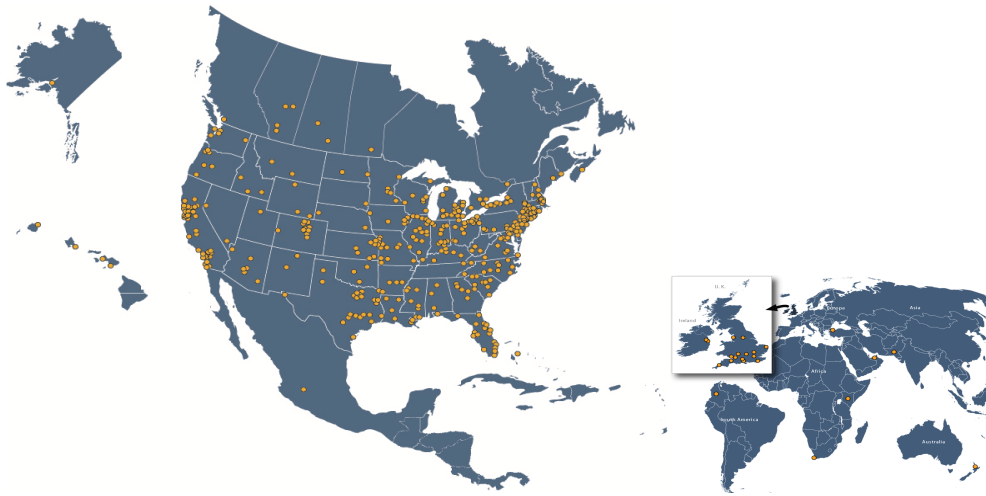 U.K.
Ireland
Europe
Asia
Africa
South America
Australia